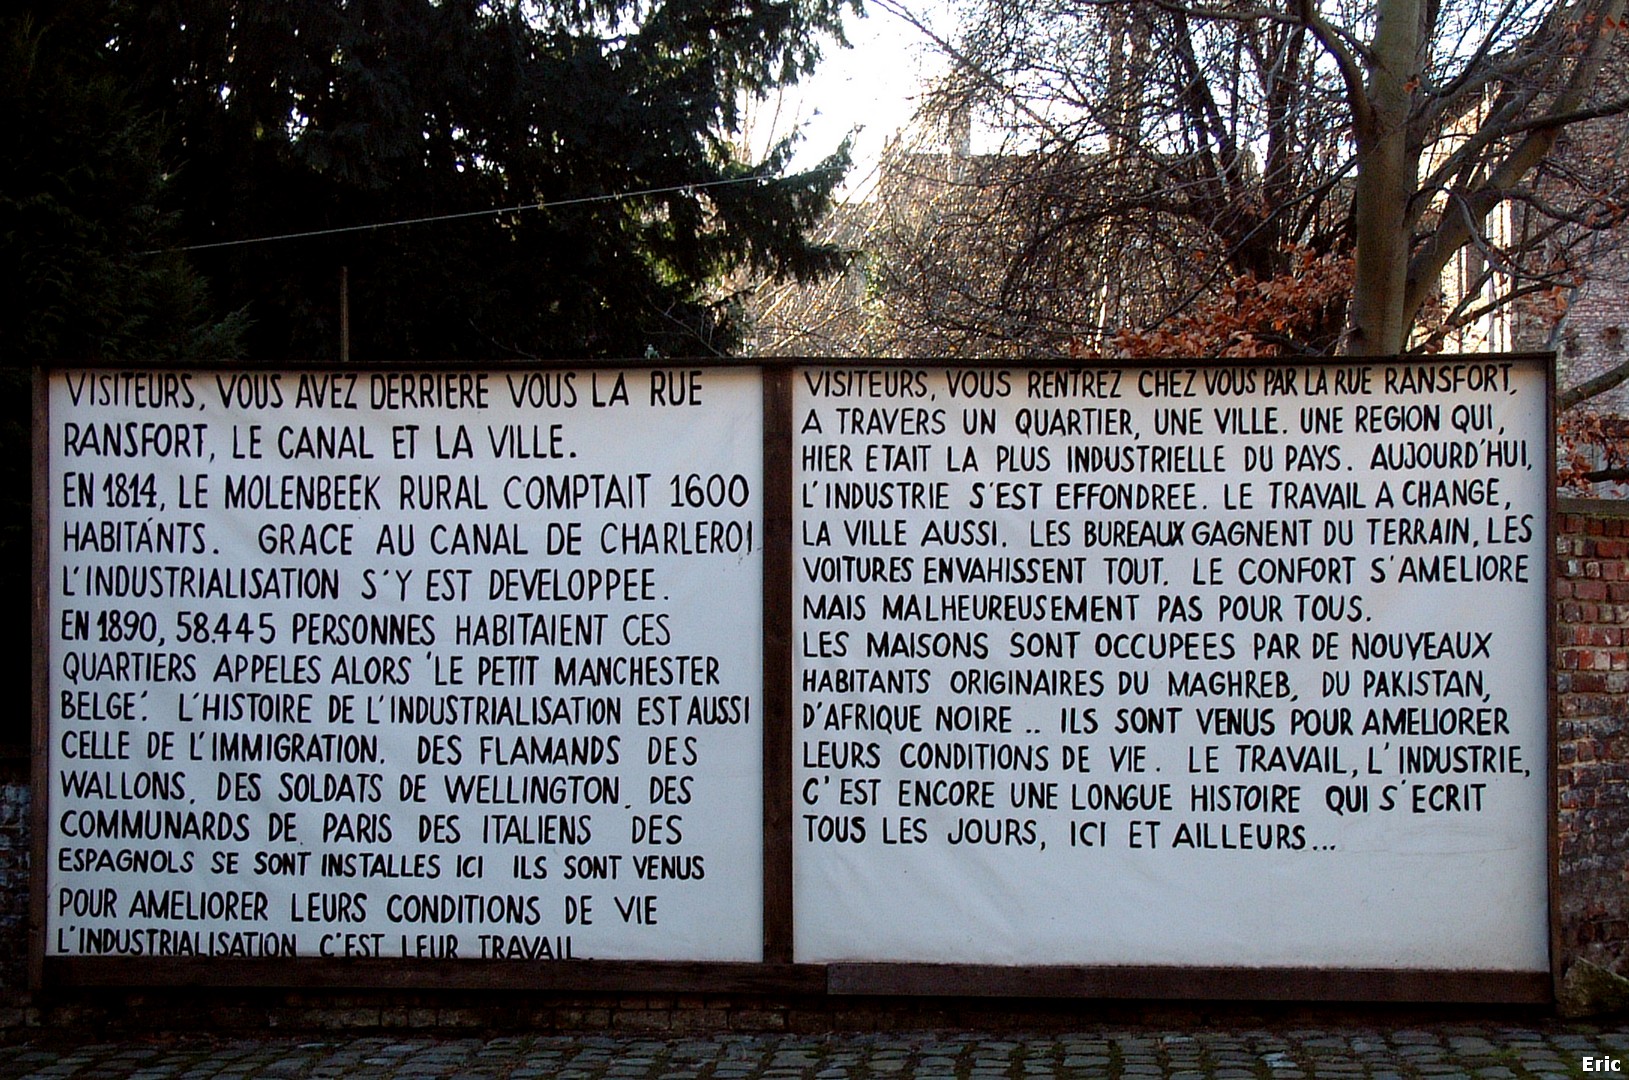 VISITEURS, VOUS AVEZ DERRIERE VOUS LA RUE
RANSFORT, LE CANAL ET LA VILLE.
EN 1814, LE MOLENBEEK RURAL COMPTAIT 1600
HABITANTS. GRACE AU CANAL DE CHARLEROI
L'INDUSTRIALISATION S'Y EST DEVELOPPEE.
EN 1890, 58.445 PERSONNES HABITAIENT CES
QUARTIERS APPELES ALORS 'LE PETIT MANCHESTER
BELGE'. L'HISTOIRE DE L'INDUSTRIALISATION EST AUSSI
CELLE DE L'IMMIGRATION. DES FLAMANDS DES
WALLONS. DES SOLDATS DE WELLINGTON. DES
COMMUNARDS DE PARIS DES ITALIENS DES
ESPAGNOLS SE SONT INSTALLES ICI ILS SONT VENUS
POUR AMELIORER LEURS CONDITIONS DE VIE
L'INDUSTRIALISATION C'EST LEUR TRAVAIL.
VISITEURS, VOUS RENTREZ CHEZ VOUS PAR LA RUE RANSFORT,
A TRAVERS UN QUARTIER, UNE VILLE. UNE REGION QUI,
HIER ETAIT LA PLUS INDUSTRIELLE DU PAYS. AUJOURD'HUI,
L'INDUSTRIE S'EST EFFONDREE. LE TRAVAIL A CHANGE,
LA VILLE AUSSI. LES BUREAUX GAGNENT DU TERRAIN, LES
VOITURES ENVAHISSENT TOUT. LE CONFORT S'AMELIORE
MAIS MALHEUREUSEMENT PAS POUR TOUS.
LES MAISONS SONT OCCUPEES PAR DE NOUVEAUX
HABITANTS ORIGINAIRES DU MAGHREB, DU PAKISTAN,
D'AFRIQUE NOIRE .. ILS SONT VENUS POUR AMELIORER
LEURS CONDITIONS DE VIE. LE TRAVAIL, L'INDUSTRIE,
C'EST ENCORE UNE LONGUE HISTOIRE QUI S'ECRIT
TOUS LES JOURS, ICI ET AILLEURS...
Eric